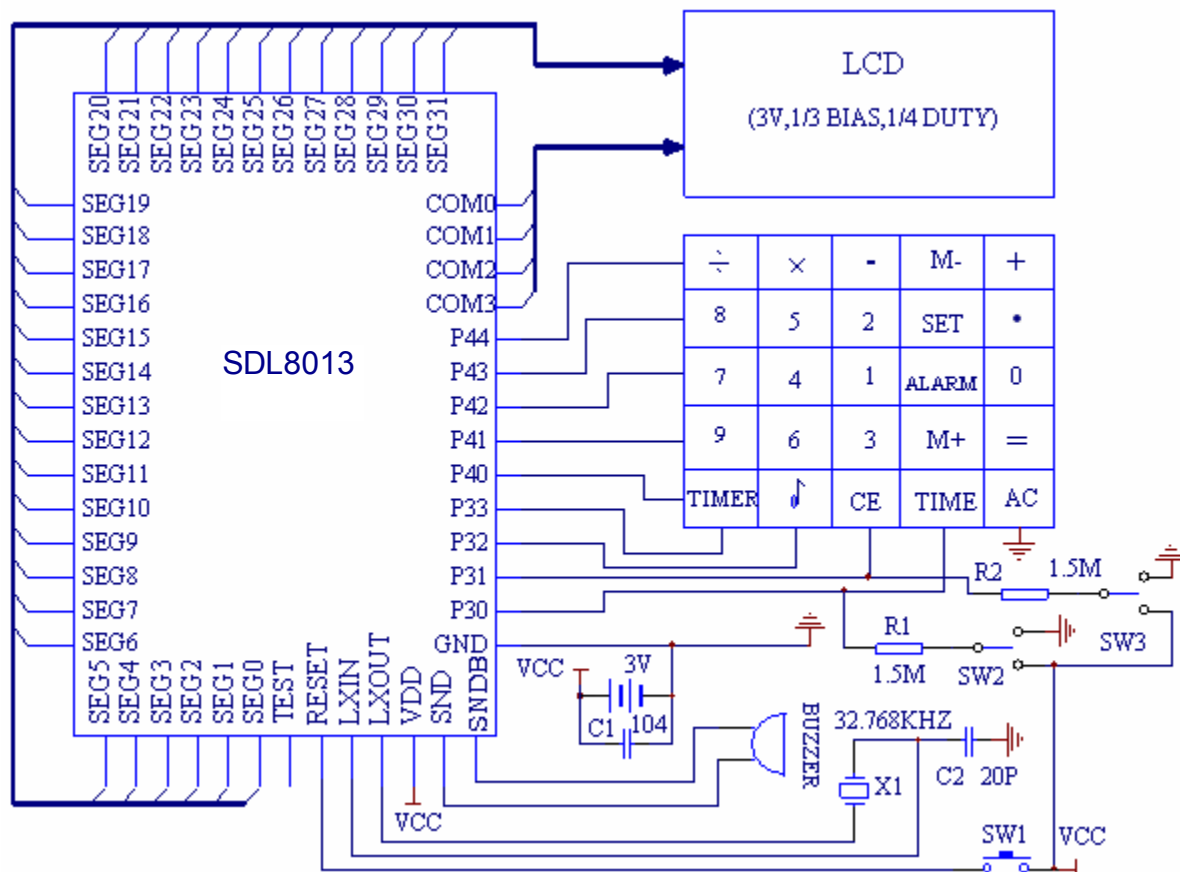 SEG20 SEG21 SEG22 SEG23 SEG24 SEG25 SEG26 SEG27 SEG28 SEG29 SEG30 SEG31
LCD
(3V,1/3 BIAS,1/4 DUTY)
SEG19
SEG18
SEG17
SEG16
SEG15
SEG14
SEG13
SEG12
SEG11
SEG10
SEG9
SEG8
SEG7
SEG6
SDL8013
COM0
COM1
COM2
COM3
P44
P43
P42
P41
P40
P33
P32
P31
P30
GND
SEG5 SEG4 SEG3 SEG2 SEG1 SEG0 TEST RESET LXIN LXOUT VDD SND SNDB
÷ × - M- +
8 5 2 SET •
7 4 1 ALARM 0
9 6 3 M+ =
TIMER CE TIME AC
R2 1.5M
SW3
R1
1.5M
SW2
VCC 3V
C1 104
BUZZER
32.768KHZ
X1
C2 20P
VCC
SW1 VCC